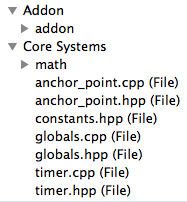 Addon
addon
Core Systems
math
anchor_point.cpp (File)
anchor_point.hpp (File)
constants.hpp (File)
globals.cpp (File)
globals.hpp (File)
timer.cpp (File)
timer.hpp (File)